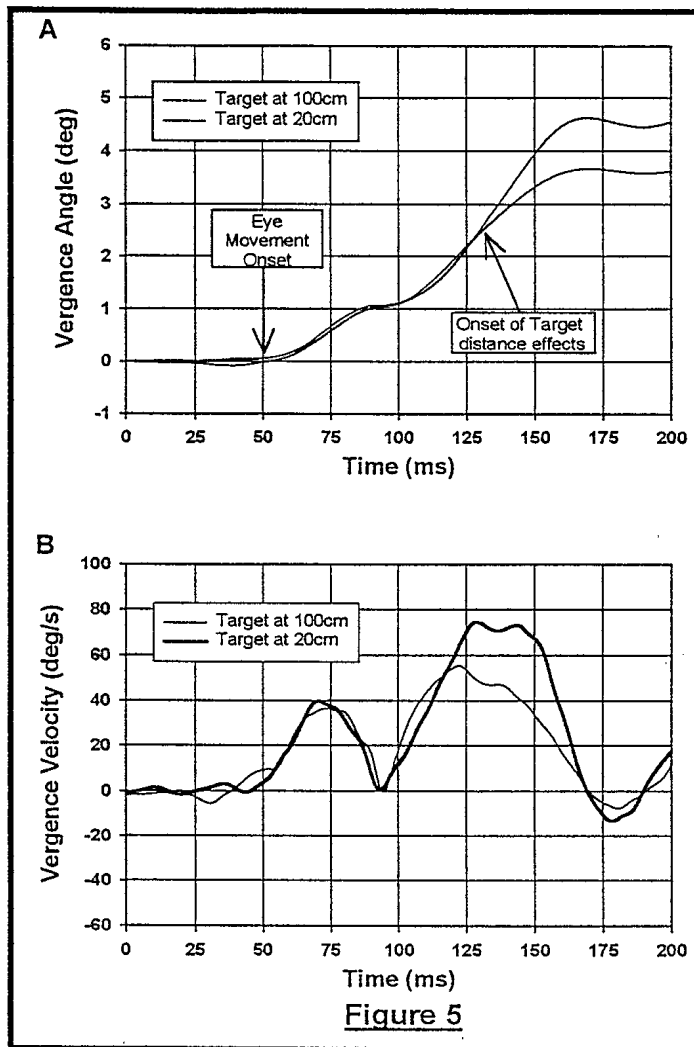 A
6
5
4
3
2
1
0
-1
Vergence Angle (deg)
Target at 100cm
Target at 20cm
Eye
Movement
Onset
Onset of Target
distance effects
0 25 50 75 100 125 150 175 200
Time (ms)
B
100
80
60
40
20
0
-20
-40
-60
Vergence Velocity (deg/s)
Target at 100cm
Target at 20cm
0 25 50 75 100 125 150 175 200
Time (ms)
Figure 5